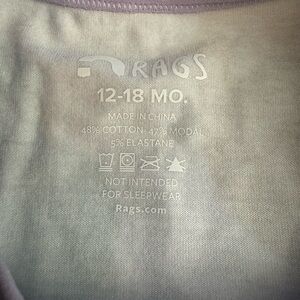 RAGS
12-18 MO.
MADE IN CHINA
48% COTTON 47% MODAL
5% ELASTANE
NOT INTENDED
FOR SLEEPWEAR
Rags.com